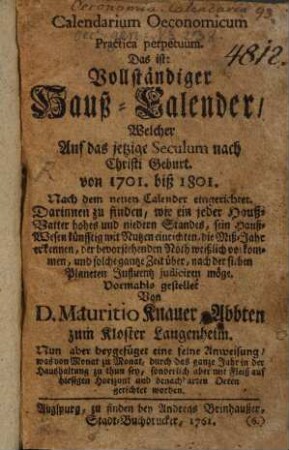 Oeconomia. Calendaria 93.
Calendarium Oeconomicum
Practica perpetuum.
4812.
Das ist:
Vollständiger
Hauß-Calender/
Welcher
Auf das jetzige Seculum nach
Christi Geburt.
von 1701. biß 1801.
Nach dem neuen Calender eingerichtet.
Darinnen zu finden, wie ein jeder Hauß-
Vatter hohes und niedern Standes, sein Hauß-
Wesen künfftig mit Nutzen einrichten, die Miß-Jahr
erkennen, der bevorstehenden Noth weißlich vorkom-
men, und solche gantze Zeit über, nach der sieben
Planeten Influentz judiciren möge.
Vormahls gestellet
Von
D. Mauritio Knauer Abbten
zum Kloster Langenheim.
Nun aber beygefüget eine feine Anweisung/
was von Monat zu Monat, durch das gantze Jahr in der
Haushaltung zu thun sey, sonderlich aber mit Fleiß auf
hiesigen Horizont und benachbarten Orten
gerichtet worden.
Augspurg, zu finden bey Andreas Brinhausser,
Stadt-Buchdrucker, 1761.